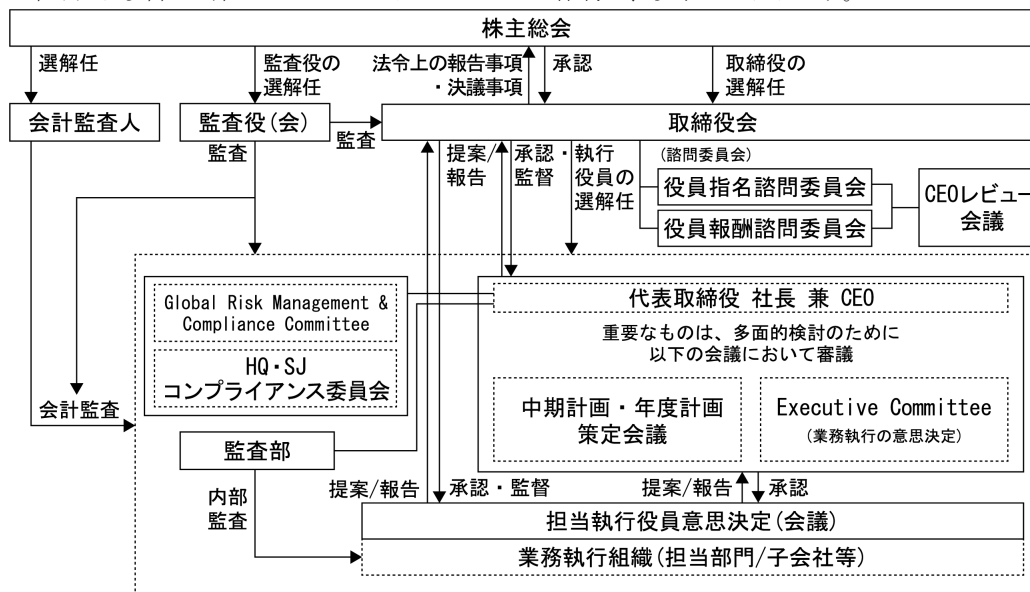 株主総会
選解任
監査役の
選解任
法令上の報告事項
・決議事項
承認
取締役の
選解任
会計監査人
監査役(会)
監査
取締役会
監査
提案/
報告
承認・
監督
執行
役員の
選解任
(諮問委員会)
役員指名諮問委員会
役員報酬諮問委員会
CEOレビュー
会議
Global Risk Management &
Compliance Committee
HQ・SJ
コンプライアンス委員会
代表取締役 社長 兼 CEO
重要なものは、多面的検討のために
以下の会議において審議
中期計画・年度計画
策定会議
Executive Committee
(業務執行の意思決定)
会計監査
監査部
内部
監査
提案/報告
承認・監督
提案/報告
承認
担当執行役員意思決定(会議)
業務執行組織(担当部門/子会社等)